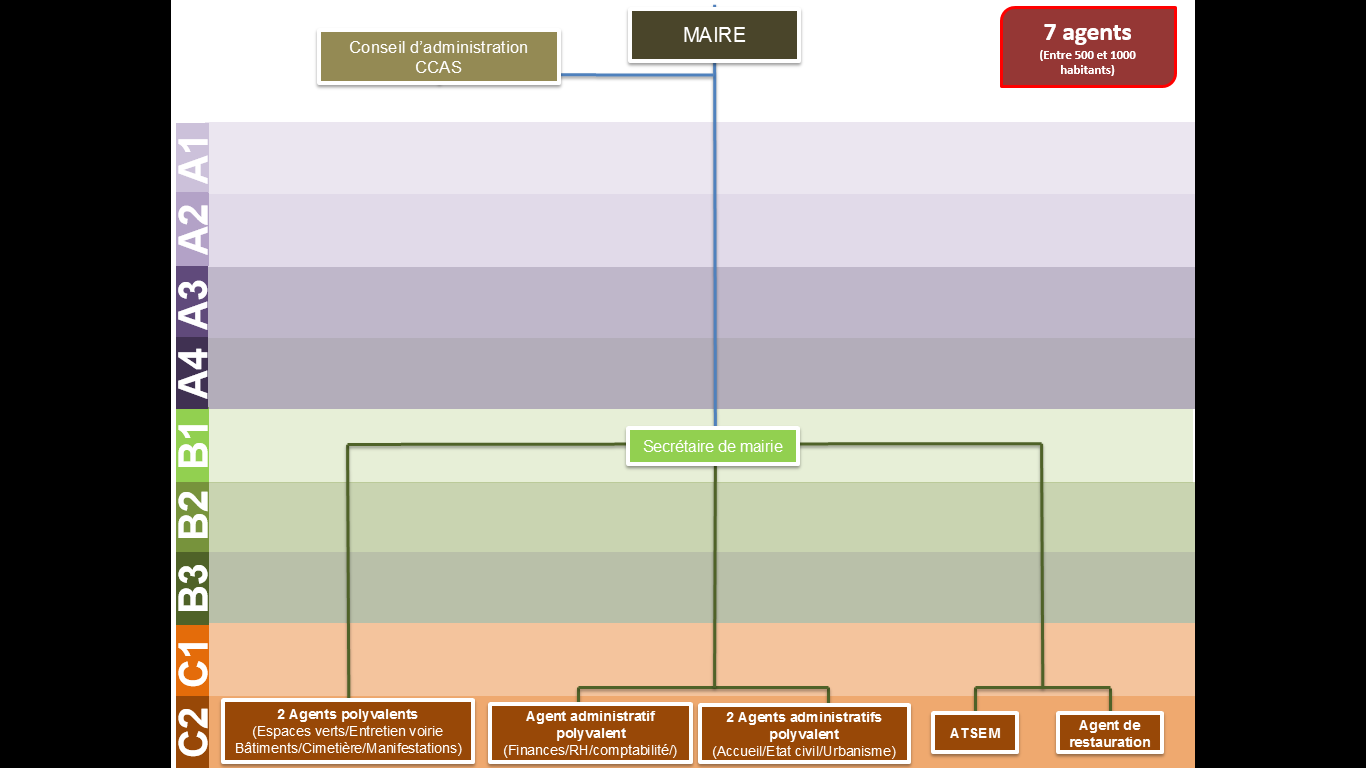 MAIRE
Conseil d’administration
CCAS
7 agents
(Entre 500 et 1000
habitants)
A1
A2
A3
A4
B1
Secrétaire de mairie
B2
B3
C1
C2
2 Agents polyvalents
(Espaces verts/Entretien voirie
Bâtiments/Cimetière/Manifestations)
Agent administratif
polyvalent
(Finances/RH/comptabilité/)
2 Agents administratifs
polyvalent
(Accueil/Etat civil/Urbanisme)
ATSEM
Agent de
restauration